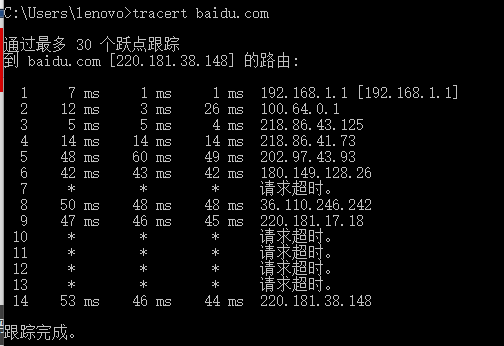 C:\Users\lenovo>tracert baidu.com
通过最多 30 个跃点跟踪
到 baidu.com [220.181.38.148] 的路由:
1 7 ms 1 ms 1 ms 192.168.1.1 [192.168.1.1]
2 12 ms 3 ms 26 ms 100.64.0.1
3 5 ms 5 ms 4 ms 218.86.43.125
4 14 ms 14 ms 14 ms 218.86.41.73
5 48 ms 60 ms 49 ms 202.97.43.93
6 42 ms 43 ms 42 ms 180.149.128.26
7 * * * 请求超时。
8 50 ms 48 ms 48 ms 36.110.246.242
9 47 ms 46 ms 45 ms 220.181.17.18
10 * * * 请求超时。
11 * * * 请求超时。
12 * * * 请求超时。
13 * * * 请求超时。
14 53 ms 46 ms 44 ms 220.181.38.148
跟踪完成。